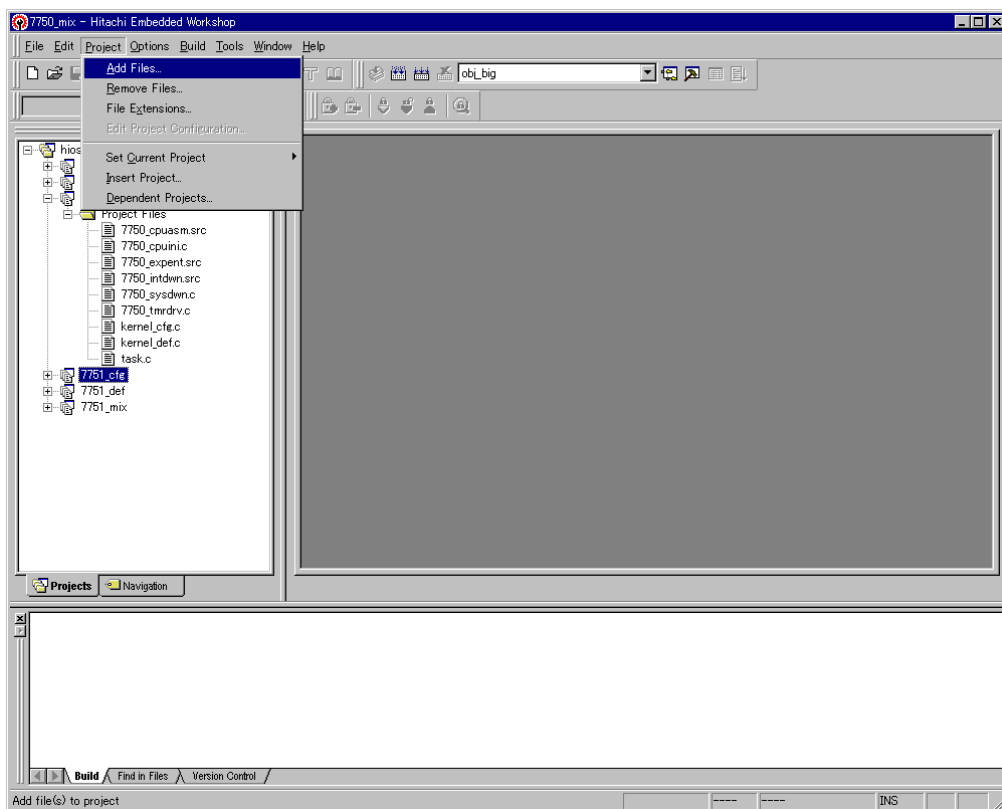 7750_mix - Hitachi Embedded Workshop
File Edit Project Options Build Tools Window Help
obj_big
Add Files...
Remove Files...
File Extensions...
Edit Project Configuration...
Set Current Project
Insert Project...
Dependent Projects...
hios
Project Files
7750_cpuasm.src
7750_cpuini.c
7750_expent.src
7750_intdwn.src
7750_sysdwn.c
7750_tmrdrv.c
kernel_cfg.c
kernel_def.c
task.c
7751_cfg
7751_def
7751_mix
Projects Navigation
Build Find in Files Version Control
Add file(s) to project ---- ---- INS